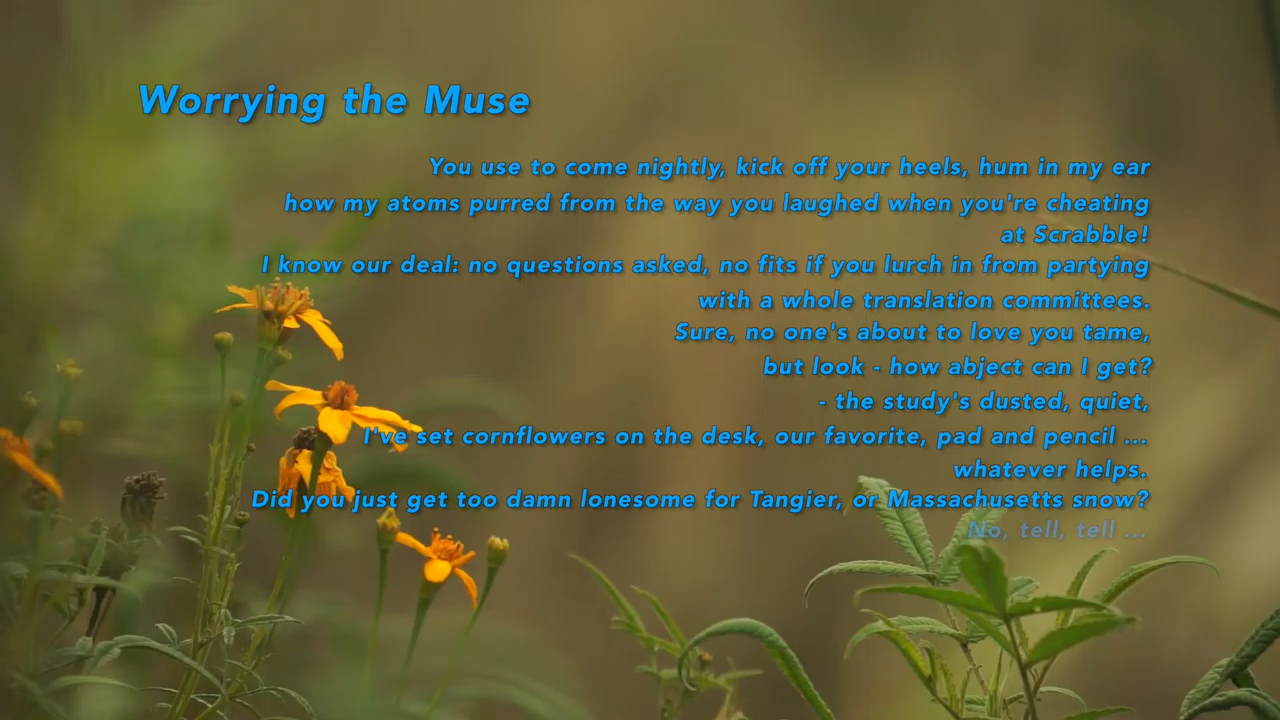 Worrying the Muse
You use to come nightly, kick off your heels, hum in my ear
how my atoms purred from the way you laughed when you're cheating
at Scrabble!
I know our deal: no questions asked, no fits if you lurch in from partying
with a whole translation committees.
Sure, no one's about to love you tame,
but look - how abject can I get?
- the study's dusted, quiet,
I've set cornflowers on the desk, our favorite, pad and pencil ...
whatever helps.
Did you just get too damn lonesome for Tangier, or Massachusetts snow?
No, tell, tell ...